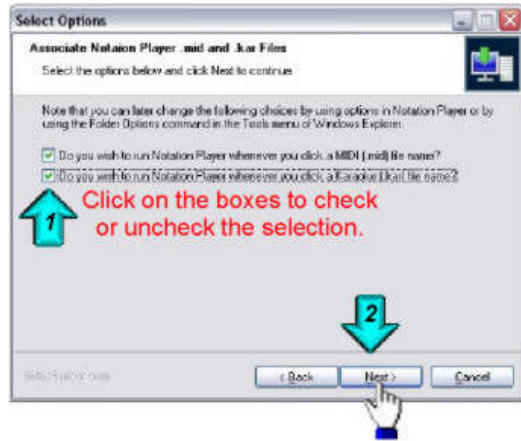 Select Options
Associate Notaion Player .mid and .kar Files
Select the options below and click Next to continue
Note that you can later change the following choices by using options in Notation Player or by
using the Folder Options command in the Tools menu of Windows Explorer.
Do you wish to run Notation Player whenever you click a MIDI (.mid) file name?
Do you wish to run Notation Player whenever you click a Karaoke (.kar) file name?
1
Click on the boxes to check
or uncheck the selection.
2
< Back
Next >
Cancel